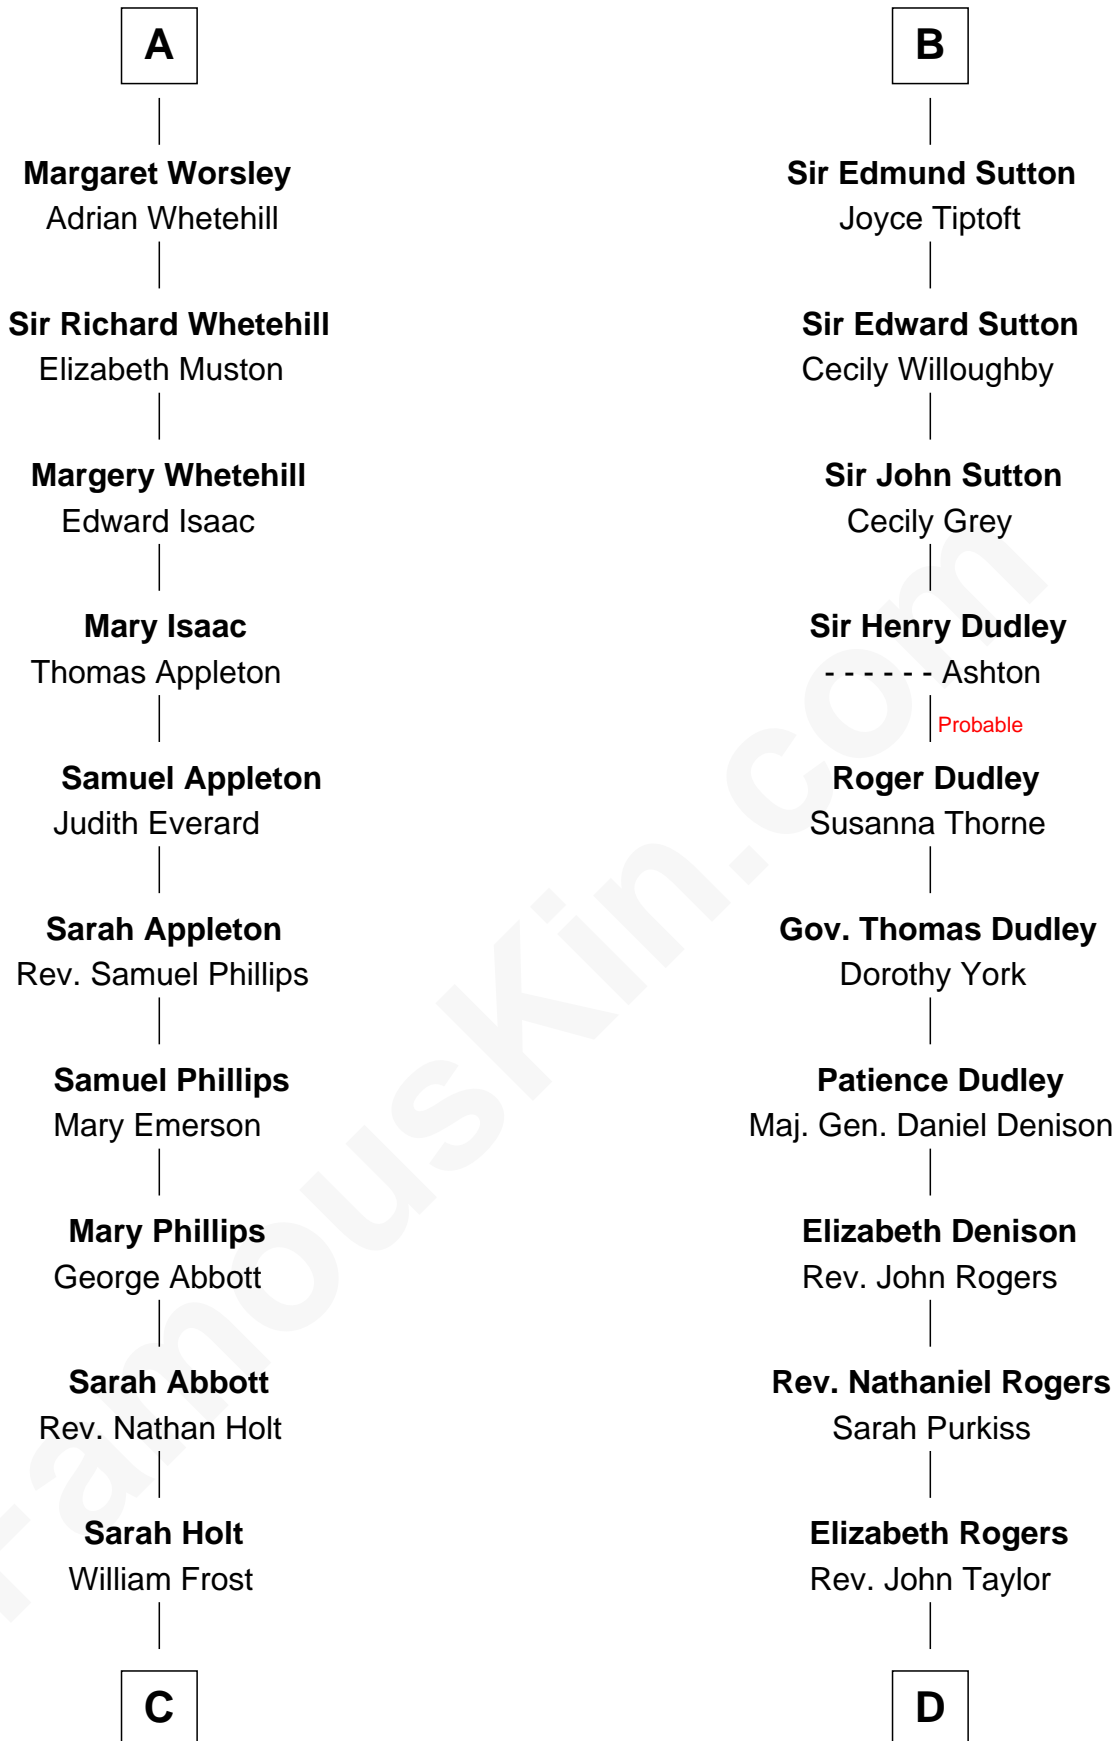 A
Margaret Worsley
Adrian Whetehill
Sir Richard Whetehill
Elizabeth Muston
Margery Whetehill
Edward Isaac
Mary Isaac
Thomas Appleton
Samuel Appleton
Judith Everard
Sarah Appleton
Rev. Samuel Phillips
Samuel Phillips
Mary Emerson
Mary Phillips
George Abbott
Sarah Abbott
Rev. Nathan Holt
Sarah Holt
William Frost
C
B
Sir Edmund Sutton
Joyce Tiptoft
Sir Edward Sutton
Cecily Willoughby
Sir John Sutton
Cecily Grey
Sir Henry Dudley
- - - - - - Ashton
Probable
Roger Dudley
Susanna Thorne
Gov. Thomas Dudley
Dorothy York
Patience Dudley
Maj. Gen. Daniel Denison
Elizabeth Denison
Rev. John Rogers
Rev. Nathaniel Rogers
Sarah Purkiss
Elizabeth Rogers
Rev. John Taylor
D
FamousKin.com